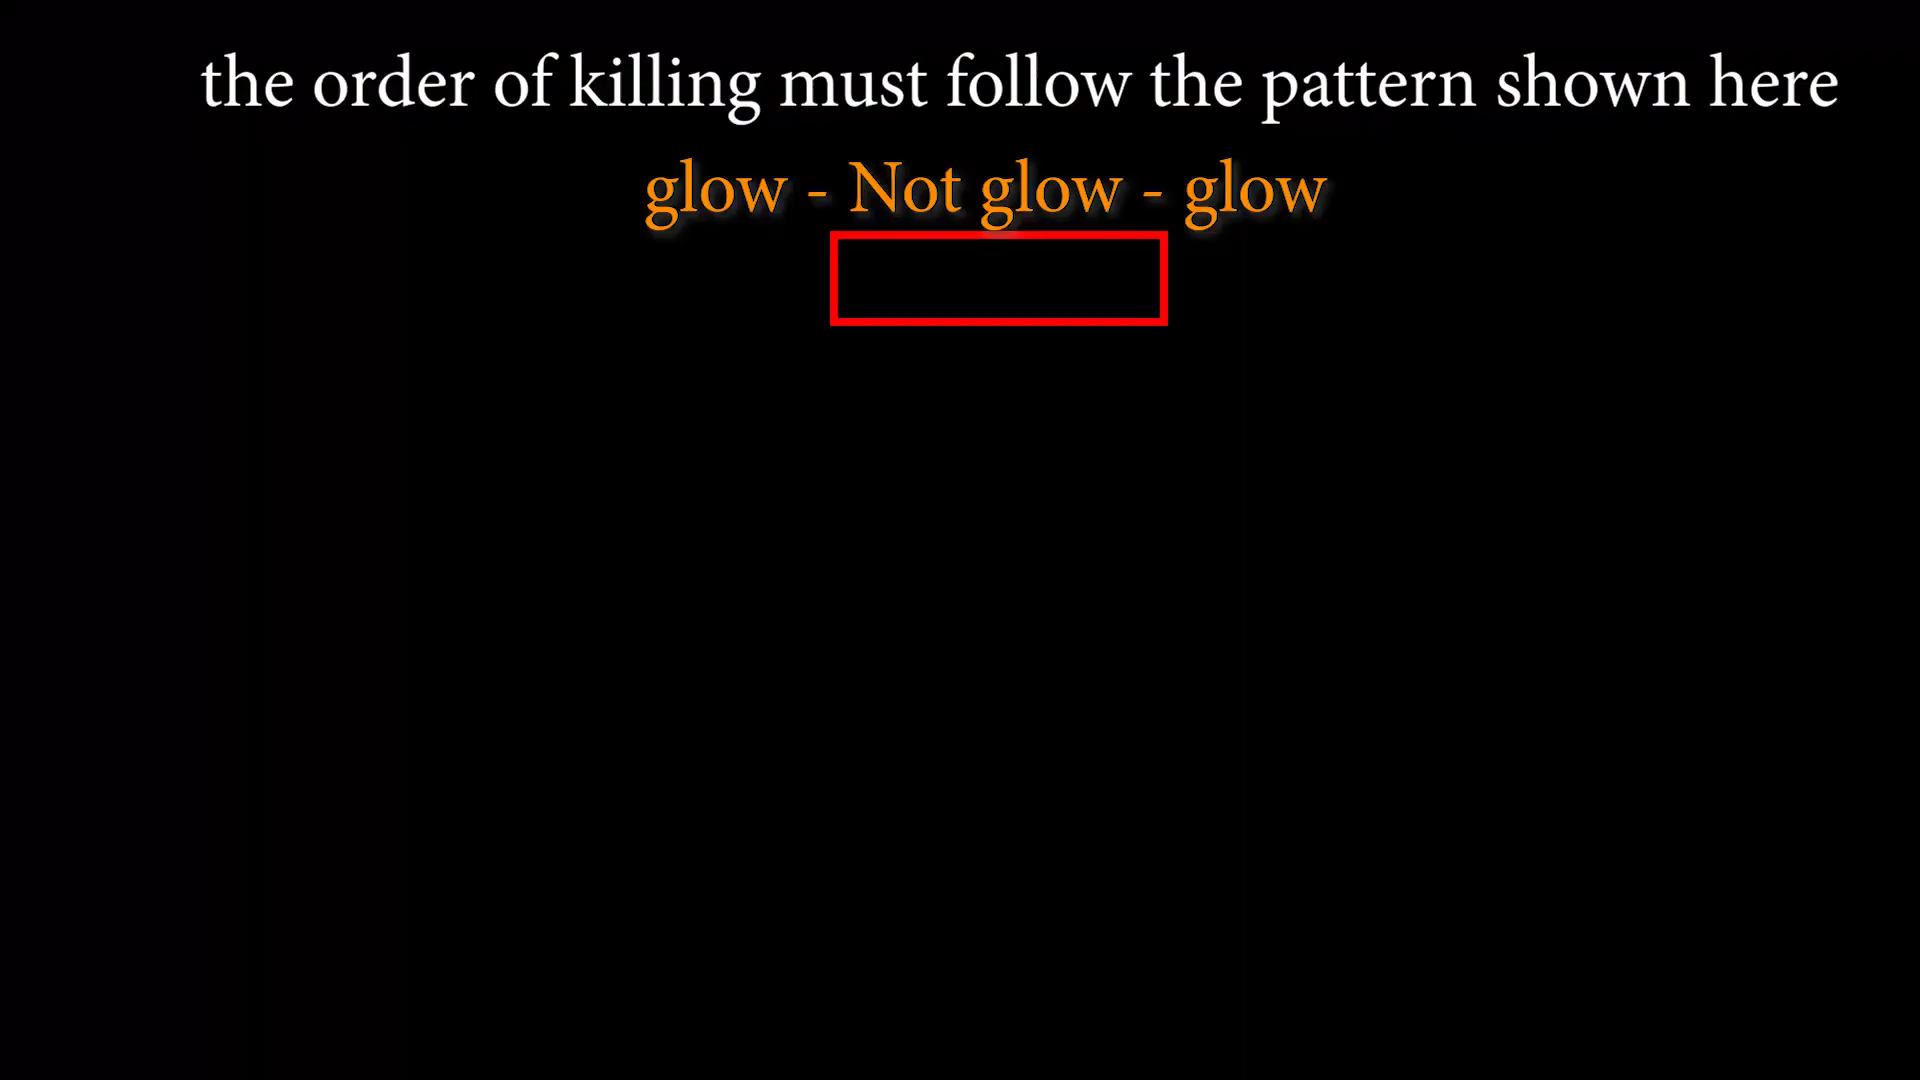 the order of killing must follow the pattern shown here
glow - Not glow - glow